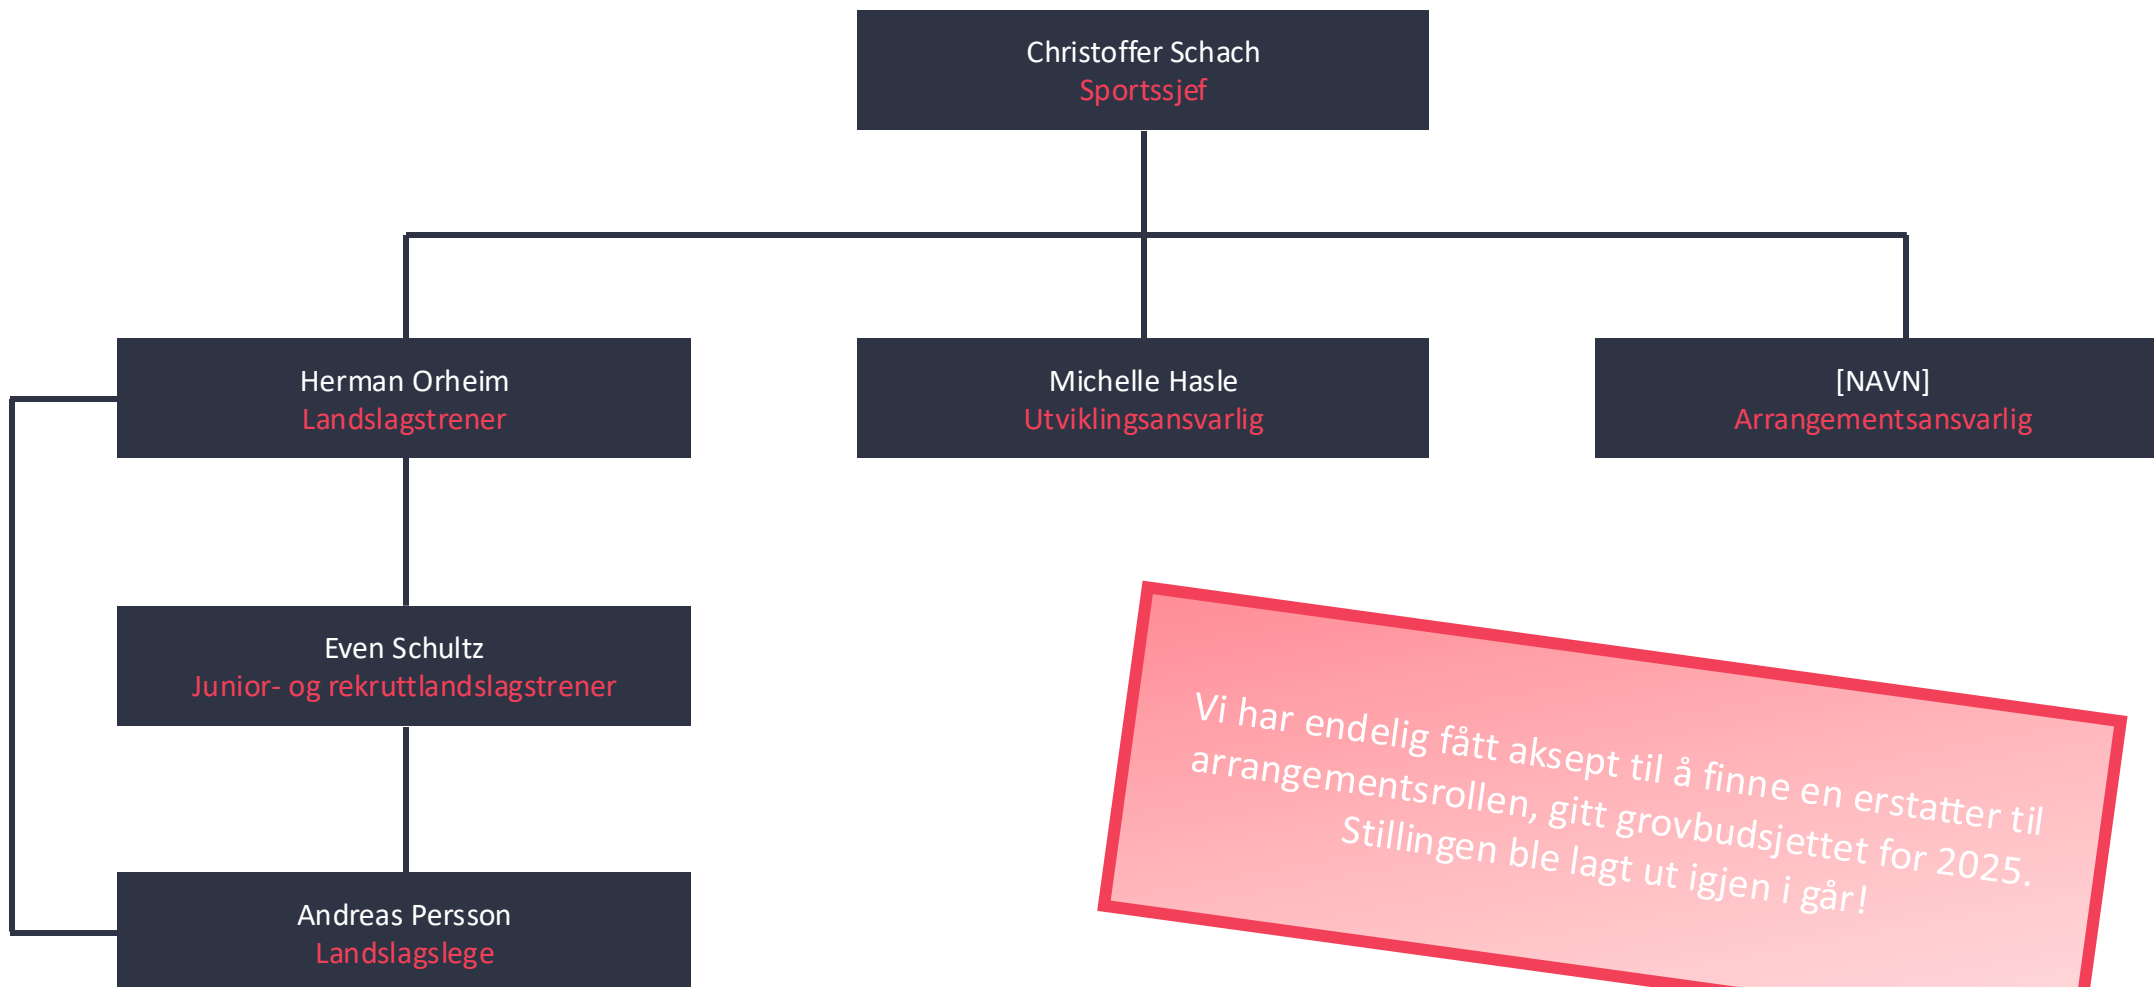 Christoffer Schach
Sportssjef
Herman Orheim
Landslagstrener
Michelle Hasle
Utviklingsansvarlig
[NAVN]
Arrangementsansvarlig
Even Schultz
Junior- og rekruttlandslagstrener
Andreas Persson
Landslagslege
Vi har endelig fått aksept til å finne en erstatter til
arrangementsrollen, gitt grovbudsjettet for 2025.
Stillingen ble lagt ut igjen i går!